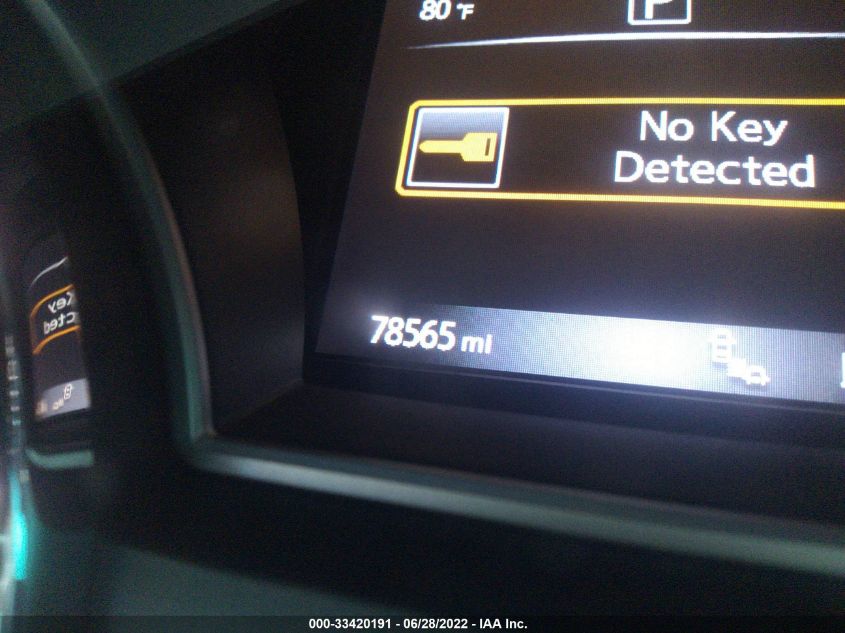 80 °F
P
No Key
Detected
78565 mi
000-33420191 - 06/28/2022 - IAA Inc.